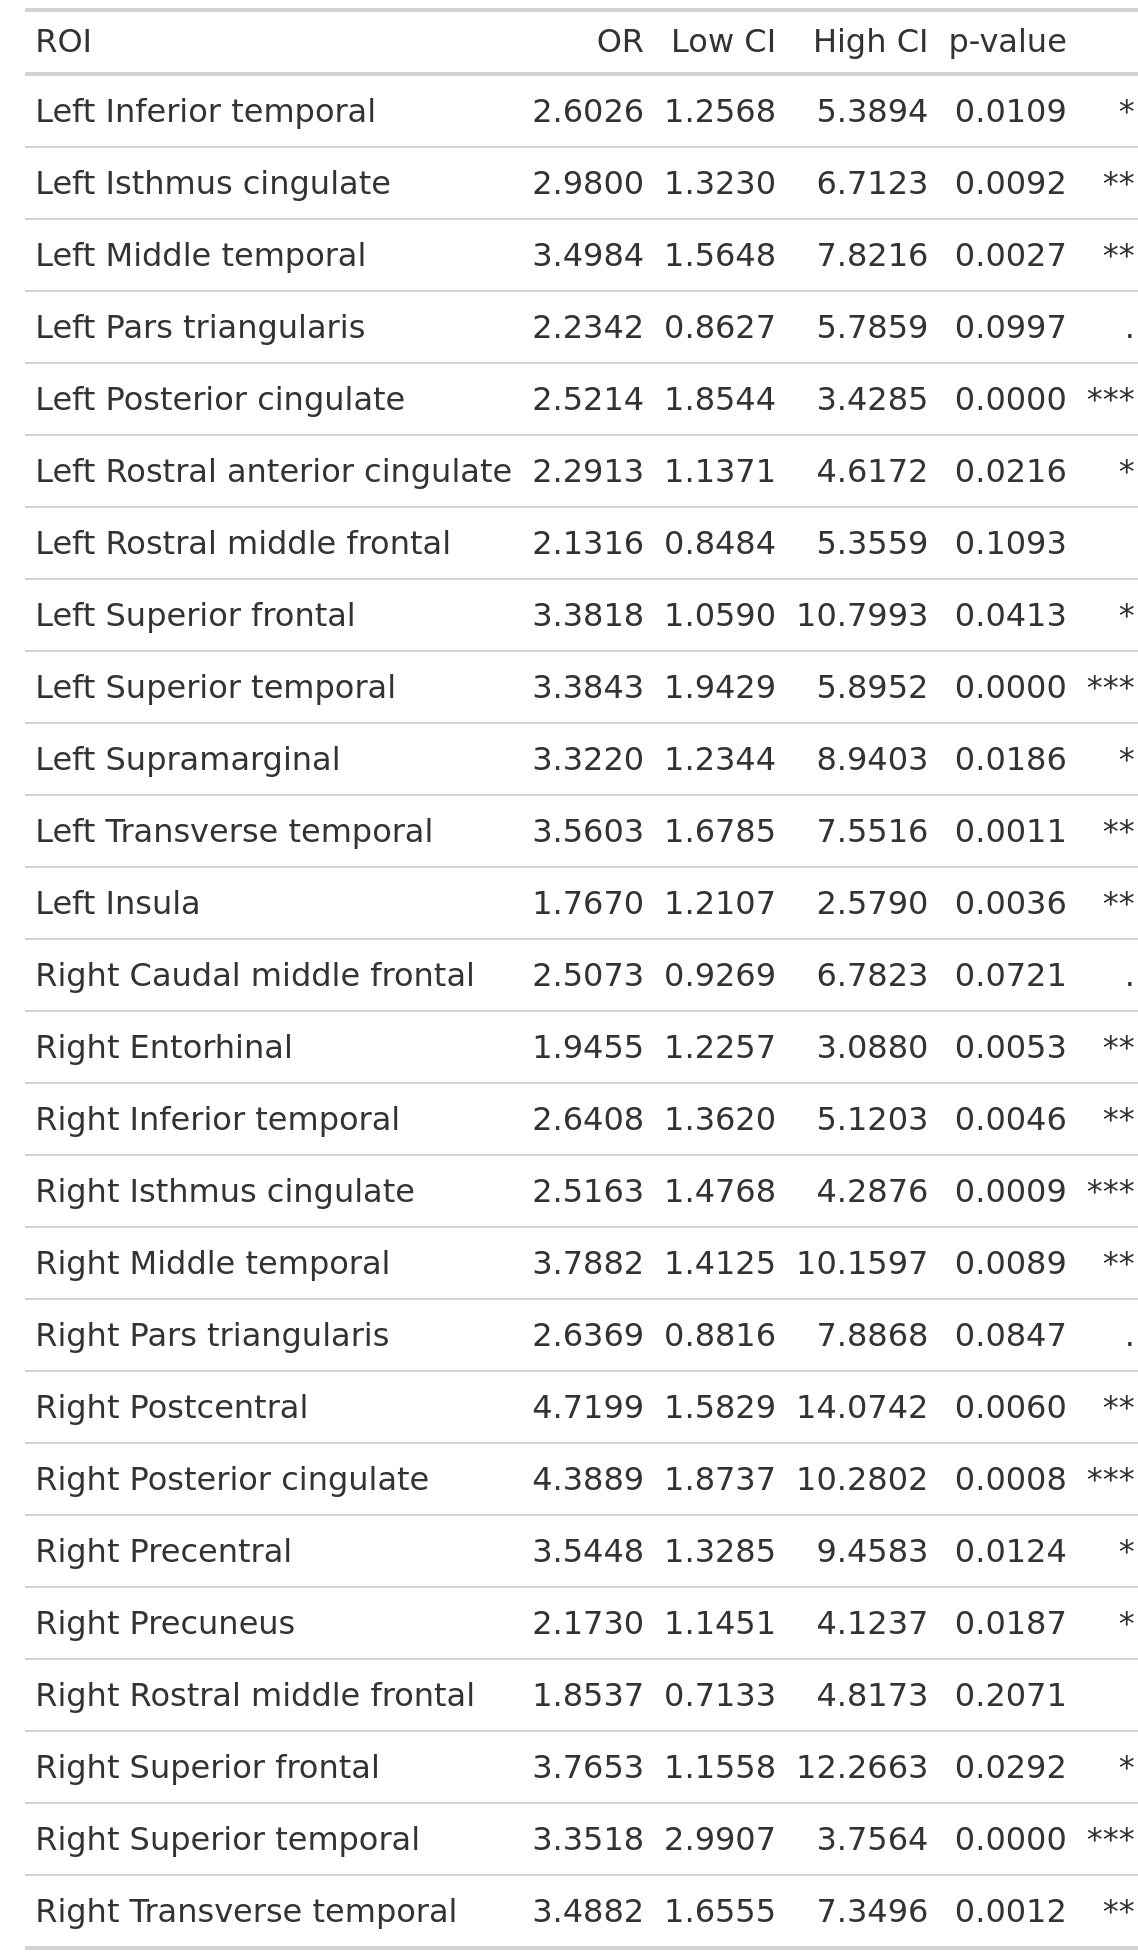 ROI OR Low CI High CI p-value
Left Inferior temporal 2.6026 1.2568 5.3894 0.0109 *
Left Isthmus cingulate 2.9800 1.3230 6.7123 0.0092 **
Left Middle temporal 3.4984 1.5648 7.8216 0.0027 **
Left Pars triangularis 2.2342 0.8627 5.7859 0.0997 .
Left Posterior cingulate 2.5214 1.8544 3.4285 0.0000 ***
Left Rostral anterior cingulate 2.2913 1.1371 4.6172 0.0216 *
Left Rostral middle frontal 2.1316 0.8484 5.3559 0.1093
Left Superior frontal 3.3818 1.0590 10.7993 0.0413 *
Left Superior temporal 3.3843 1.9429 5.8952 0.0000 ***
Left Supramarginal 3.3220 1.2344 8.9403 0.0186 *
Left Transverse temporal 3.5603 1.6785 7.5516 0.0011 **
Left Insula 1.7670 1.2107 2.5790 0.0036 **
Right Caudal middle frontal 2.5073 0.9269 6.7823 0.0721 .
Right Entorhinal 1.9455 1.2257 3.0880 0.0053 **
Right Inferior temporal 2.6408 1.3620 5.1203 0.0046 **
Right Isthmus cingulate 2.5163 1.4768 4.2876 0.0009 ***
Right Middle temporal 3.7882 1.4125 10.1597 0.0089 **
Right Pars triangularis 2.6369 0.8816 7.8868 0.0847 .
Right Postcentral 4.7199 1.5829 14.0742 0.0060 **
Right Posterior cingulate 4.3889 1.8737 10.2802 0.0008 ***
Right Precentral 3.5448 1.3285 9.4583 0.0124 *
Right Precuneus 2.1730 1.1451 4.1237 0.0187 *
Right Rostral middle frontal 1.8537 0.7133 4.8173 0.2071
Right Superior frontal 3.7653 1.1558 12.2663 0.0292 *
Right Superior temporal 3.3518 2.9907 3.7564 0.0000 ***
Right Transverse temporal 3.4882 1.6555 7.3496 0.0012 **